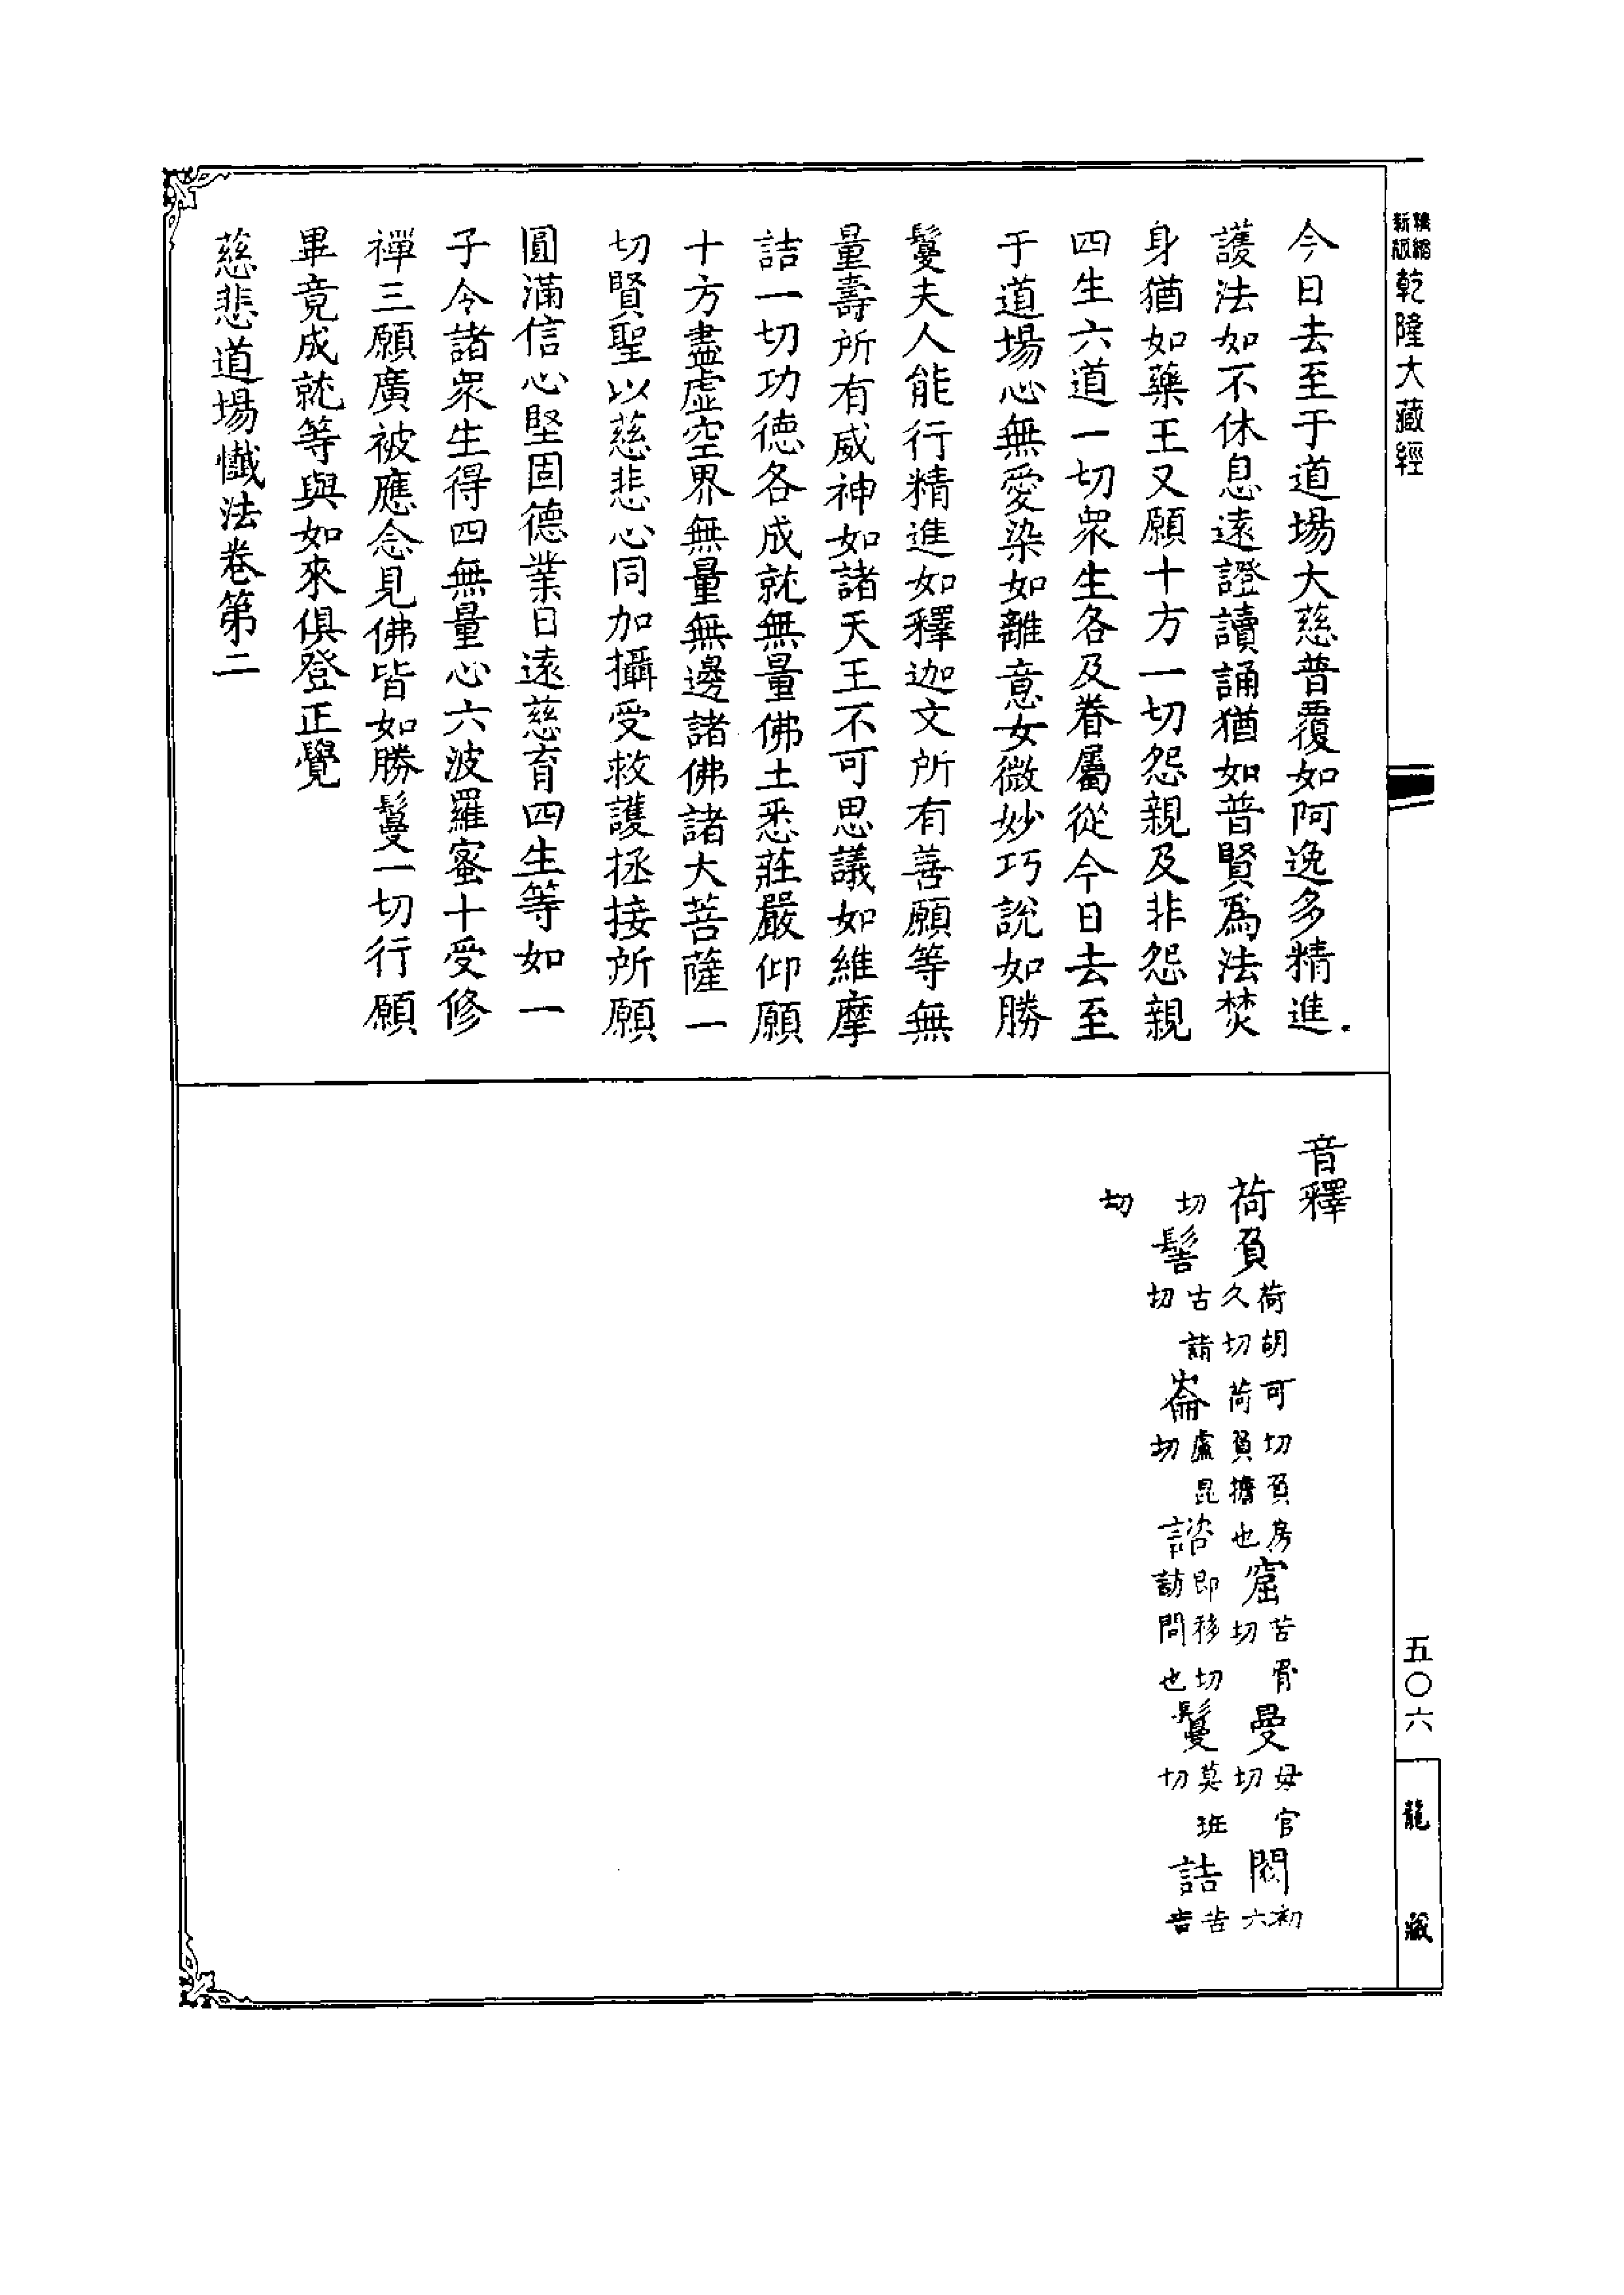 精縮新版乾隆大藏經
今日去至于道場大慈普覆如阿逸多精進
護法如不休息遠證讀誦猶如普賢爲法焚
身猶如藥王又願十方一切怨親及非怨親
四生六道一切衆生各及眷屬從今日去至
于道場心無愛染如離意女微妙巧說如勝
鬘夫人能行精進如釋迦文所有善願等無
量壽所有威神如諸天王不可思議如維摩
詰一切功德各成就無量佛土悉莊嚴仰願
十方盡虛空界無量無邊諸佛諸大菩薩一
切賢聖以慈悲心同加攝受救護拯接所願
圓滿信心堅固德業日遠慈育四生等如一
子令諸衆生得四無量心六波羅蜜十受修
禪三願廣被應念見佛皆如勝鬘一切行願
畢竟成就等與如來俱登正覺
慈悲道場懺法卷第二
音釋
荷負荷胡可切負房久切荷負擔也窟苦骨切曼母官切閦初六
切髻古請切崙盧昆切諮即移切訪問也鬘莫班切詰苦吉
切
五〇六
龍藏